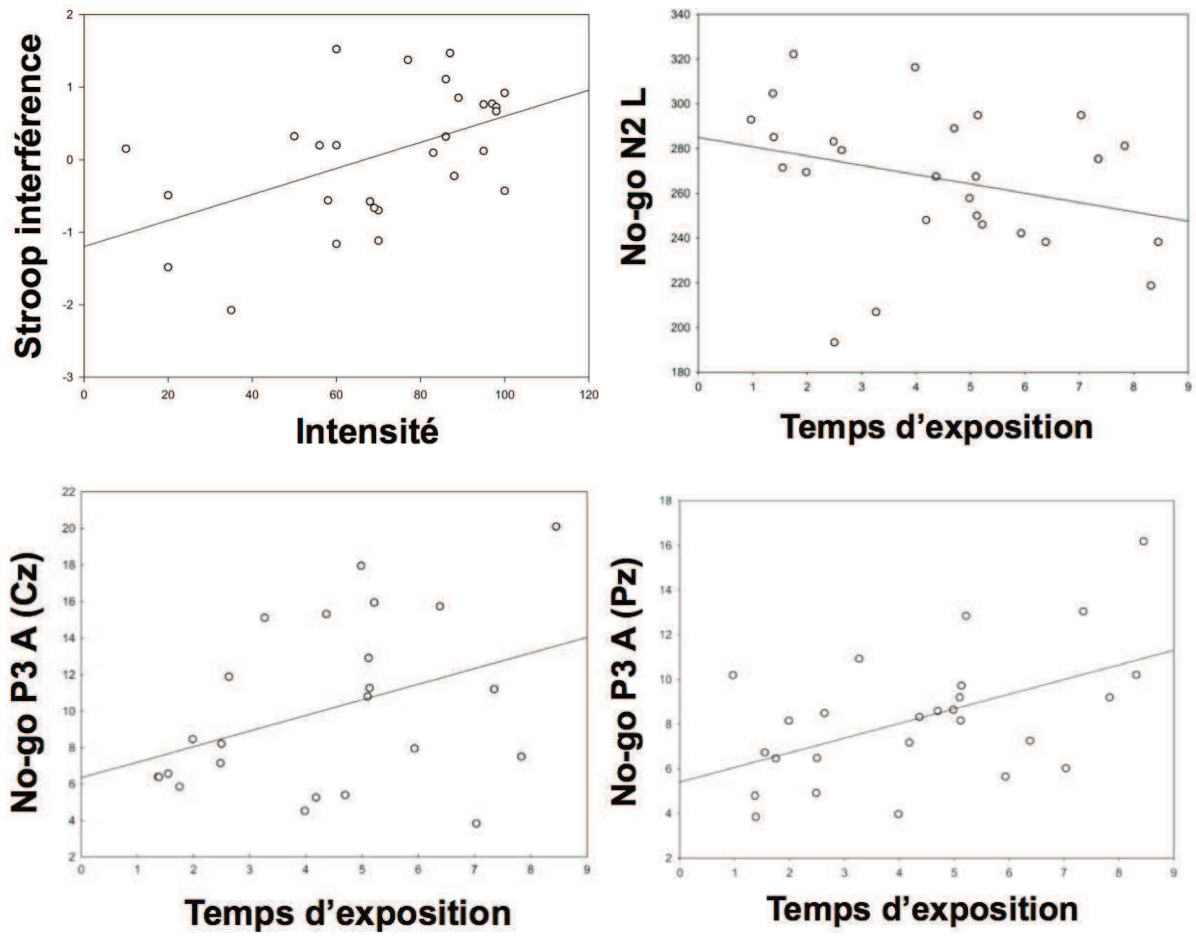 Stroop interférence
2
1
0
-1
-2
-3
0 20 40 60 80 100 120
Intensité
No-go N2 L
340
320
300
280
260
240
220
200
180
0 1 2 3 4 5 6 7 8 9
Temps d'exposition
No-go P3 A (Cz)
22
20
18
16
14
12
10
8
6
4
2
0 1 2 3 4 5 6 7 8 9
Temps d'exposition
No-go P3 A (Pz)
18
16
14
12
10
8
6
4
2
0 1 2 3 4 5 6 7 8 9
Temps d'exposition